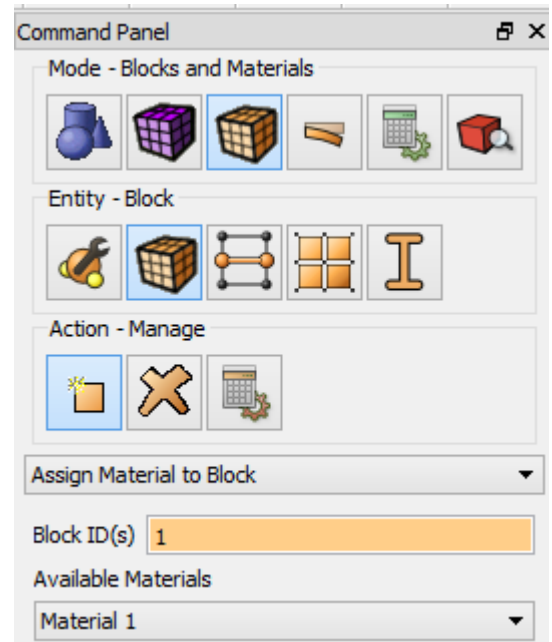 Command Panel
Mode - Blocks and Materials
Entity - Block
Action - Manage
Assign Material to Block
Block ID(s) 1
Available Materials
Material 1